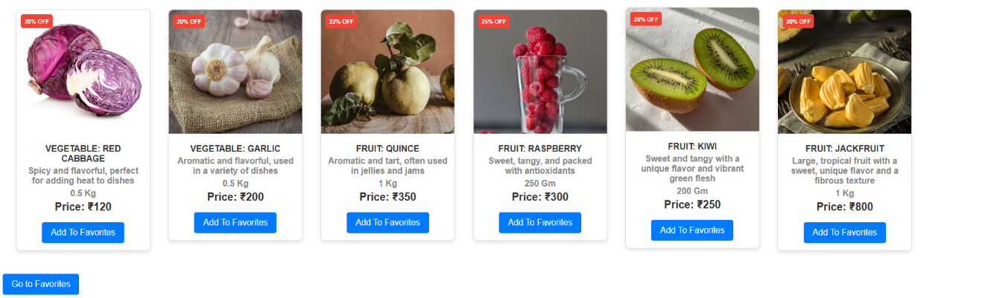 20% OFF
VEGETABLE: RED
CABBAGE
Spicy and flavorful, perfect
for adding heat to dishes
0.5 Kg
Price: ₹120
Add To Favorites
20% OFF
VEGETABLE: GARLIC
Aromatic and flavorful, used
in a variety of dishes
0.5 Kg
Price: ₹200
Add To Favorites
22% OFF
FRUIT: QUINCE
Aromatic and tart, often used
in jellies and jams
1 Kg
Price: ₹350
Add To Favorites
25% OFF
FRUIT: RASPBERRY
Sweet, tangy, and packed
with antioxidants
250 Gm
Price: ₹300
Add To Favorites
29% OFF
FRUIT: KIWI
Sweet and tangy with a
unique flavor and vibrant
green flesh
200 Gm
Price: ₹250
Add To Favorites
20% OFF
FRUIT: JACKFRUIT
Large, tropical fruit with a
sweet, unique flavor and a
fibrous texture
1 Kg
Price: ₹800
Add To Favorites
Go to Favorites